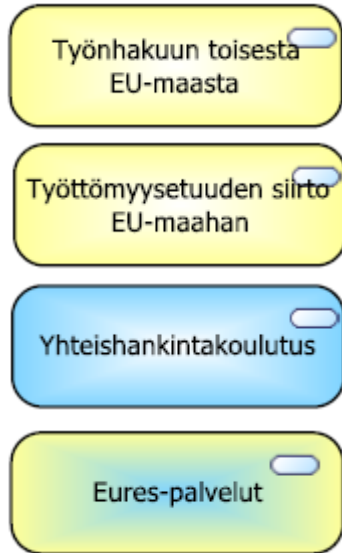 Työnhakuun toisesta
EU-maasta
Työttömyysetuuden siirto
EU-maahan
Yhteishankintakoulutus
Eures-palvelut